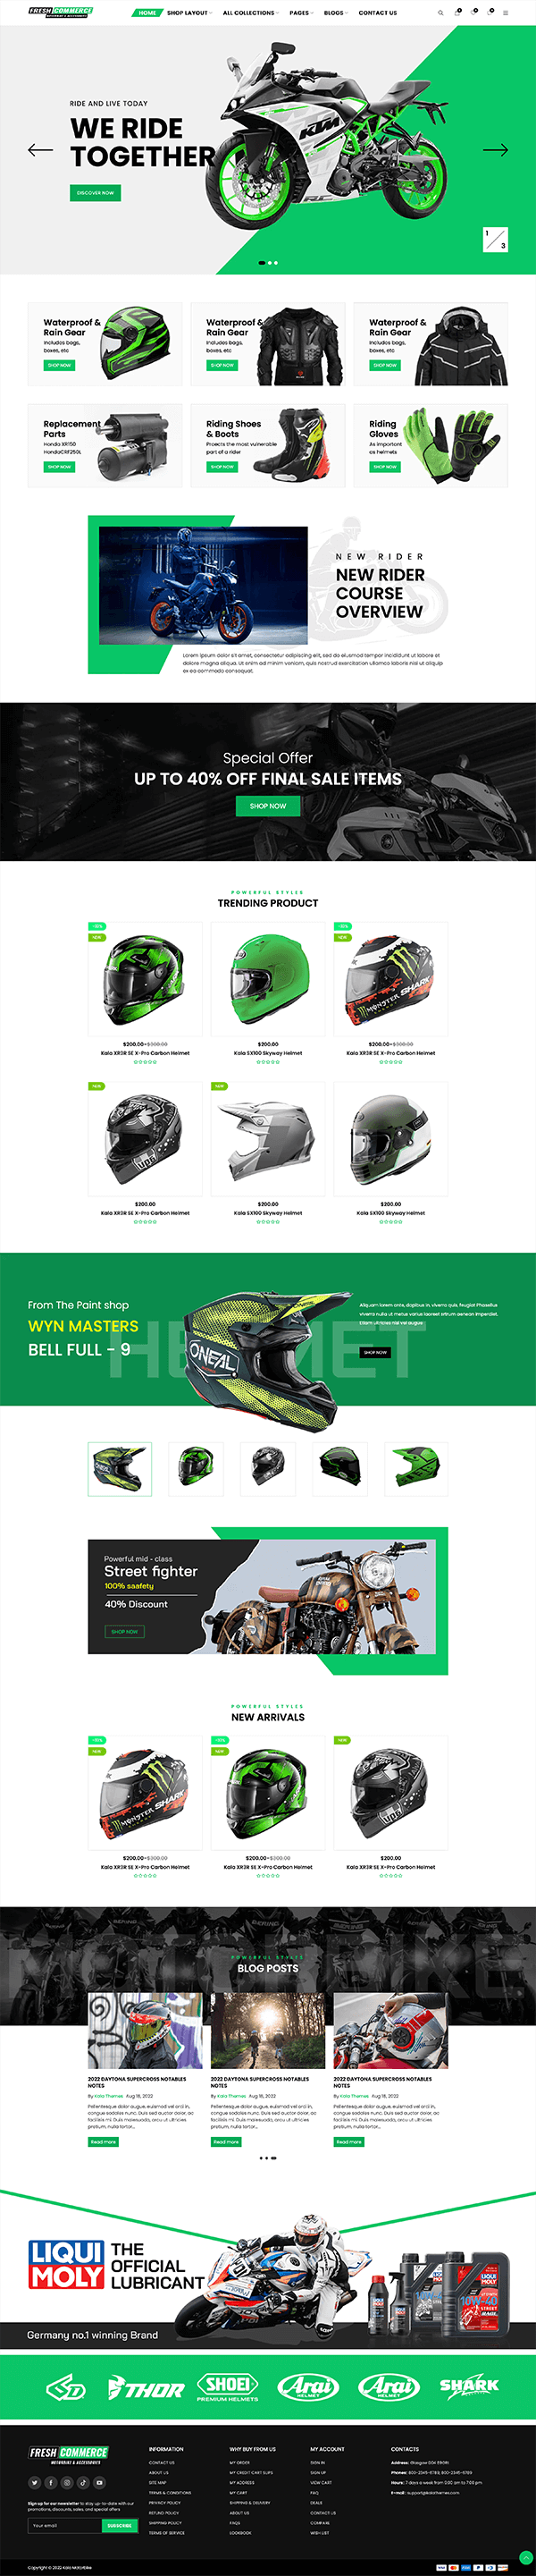 FRESH COMMERCE
MOTORBIKE & ACCESSORIES
HOME SHOP LAYOUT ALL COLLECTIONS PAGES BLOGS CONTACT US
RIDE AND LIVE TODAY
WE RIDE
TOGETHER
DISCOVER NOW
KTM
RC
1
3
Waterproof &
Rain Gear
Includes bags,
boxes, etc
SHOP NOW
Waterproof &
Rain Gear
Includes bags,
boxes, etc
SHOP NOW
Waterproof &
Rain Gear
Includes bags,
boxes, etc
SHOP NOW
Replacement
Parts
Honda XR150
HondaCRF250L
SHOP NOW
Riding Shoes
& Boots
Proects the most vulnerable
part of a rider
SHOP NOW
Riding
Gloves
As important
as helmets
SHOP NOW
NEW RIDER
NEW RIDER
COURSE
OVERVIEW
Lorem ipsum dolor sit amet, consectetur adipiscing elit, sed do eiusmod tempor incididunt ut labore et
dolore magna aliqua. Ut enim ad minim veniam, quis nostrud exercitation ullamco laboris nisi ut aliquip
ex ea commodo consequat.
Special Offer
UP TO 40% OFF FINAL SALE ITEMS
SHOP NOW
POWERFUL STYLES
TRENDING PRODUCT
NEW
NEW
MONSTER SHARK
$200.00-$300.00
Kala XR3R SE X-Pro Carbon Helmet
$200.00
Kala SX100 Skyway Helmet
$200.00-$300.00
Kala XR3R SE X-Pro Carbon Helmet
NEW
NEW
$200.00
Kala XR3R SE X-Pro Carbon Helmet
$200.00
Kala SX100 Skyway Helmet
$200.00
Kala SX100 Skyway Helmet
From The Paint shop
WYN MASTERS
BELL FULL - 9
HELMET
ONEAL
Aliquam lorem ante, dapibus in, viverra quis, feugiat Phasellus
viverra nulla ut metus varius laoreet srtrum aenean imperdiet.
Etiam ultricies nisi vel augue
SHOP NOW
Powerful mid - class
Street fighter
100% saafety
40% Discount
SHOP NOW
POWERFUL STYLES
NEW ARRIVALS
NEW
NEW
NEW
MONSTER SHARK
$200.00-$300.00
Kala XR3R SE X-Pro Carbon Helmet
$200.00-$300.00
Kala XR3R SE X-Pro Carbon Helmet
$200.00
Kala XR3R SE X-Pro Carbon Helmet
POWERFUL STYLES
BLOG POSTS
2022 DAYTONA SUPERCROSS NOTABLES
NOTES
By Kala Themes Aug 18, 2022
Pellentesque dolor augue, euismod vel orci in,
congue sodales nunc. Duis sed auctor dolor, ac
facilisis mi. Duis malesuada, arcu ut ultricies
pretium, nulla tortor...
Read more
2022 DAYTONA SUPERCROSS NOTABLES
NOTES
By Kala Themes Aug 18, 2022
Pellentesque dolor augue, euismod vel orci in,
congue sodales nunc. Duis sed auctor dolor, ac
facilisis mi. Duis malesuada, arcu ut ultricies
pretium, nulla tortor...
Read more
2022 DAYTONA SUPERCROSS NOTABLES
NOTES
By Kala Themes Aug 18, 2022
Pellentesque dolor augue, euismod vel orci in,
congue sodales nunc. Duis sed auctor dolor, ac
facilisis mi. Duis malesuada, arcu ut ultricies
pretium, nulla tortor...
Read more
LIQUI
MOLY
THE
OFFICIAL
LUBRICANT
Germany no.1 winning Brand
LIQUI
MOLY
10W-40
STREET
RACE
THOR
SHOEI
PREMIUM HELMETS
Arai
HELMET
Arai
HELMET
SHARK
FRESH COMMERCE
MOTORBIKE & ACCESSORIES
Sign up for our newsletter to stay up-to-date with our
promotions, discounts, sales, and special offers
Your email
SUBSCRIBE
INFORMATION
CONTACT US
ABOUT US
SITE MAP
TERMS & CONDITIONS
PRIVACY POLICY
REFUND POLICY
SHIPPING POLICY
TERMS OF SERVICE
WHY BUY FROM US
MY ORDER
MY CREDIT CART SLIPS
MY ADDRESS
MY CART
SHIPPING & DELIVERY
ABOUT US
FAQS
LOOKBOOK
MY ACCOUNT
SIGN IN
SIGN UP
VIEW CART
FAQ
DEALS
CONTACT US
COMPANY
WISH LIST
CONTACTS
Address: Glasgow D04 89GR
Phones: 800-2345-6789, 800-2345-6789
Hours: 7 days a week from 9:00 am to 7:00 pm
E-mail: support@kalathemes.com
Copyright © 2022 Kala Motorbike